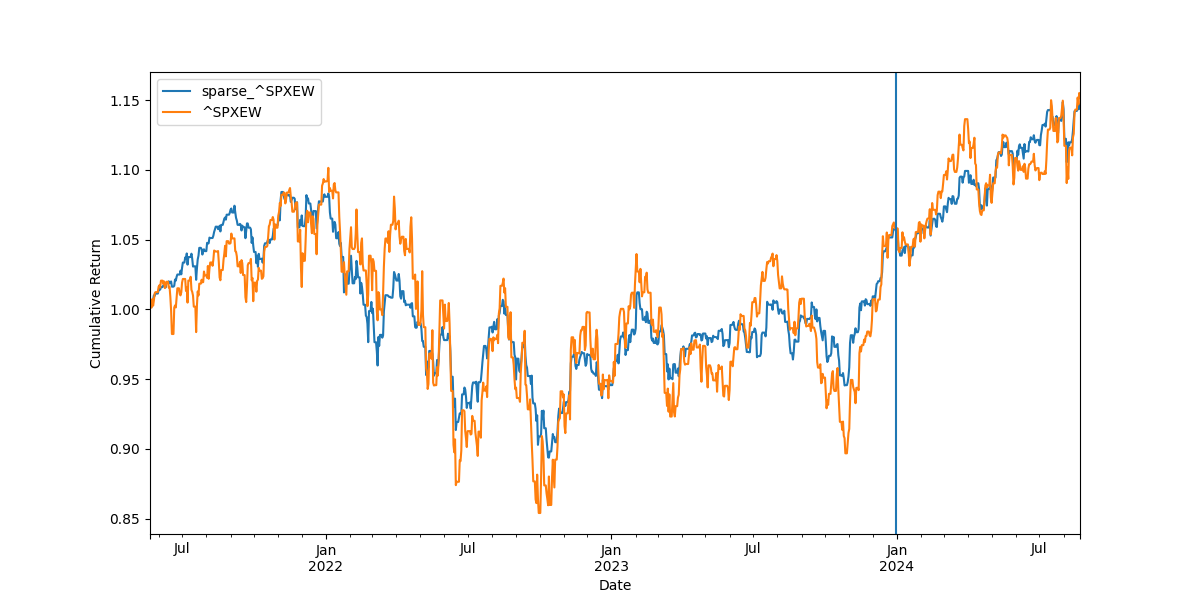 sparse_^SPXEW
^SPXEW
Cumulative Return
1.15
1.10
1.05
1.00
0.95
0.90
0.85
Jul
Jan
2022
Jul
Jan
2023
Jul
Jan
2024
Jul
Date